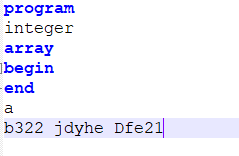 program
integer
array
begin
end
a
b322 jdyhe Dfe21